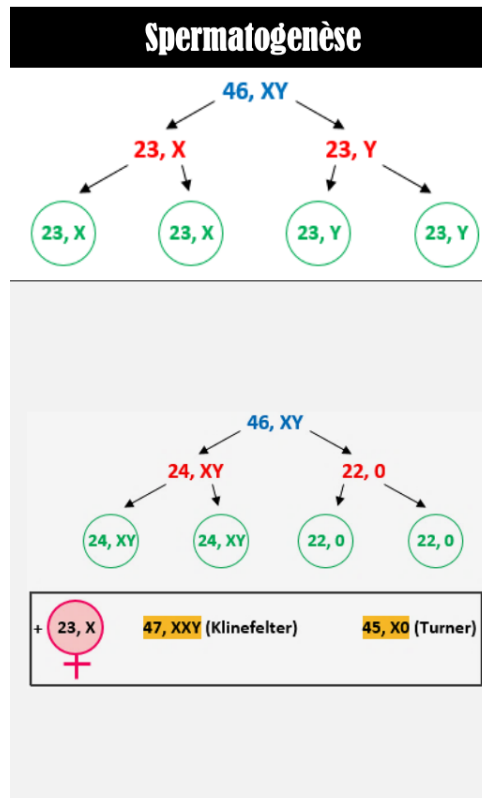 Spermatogenèse
46, XY
23, X 23, Y
23, X 23, X 23, Y 23, Y
46, XY
24, XY 22, 0
24, XY 24, XY 22, 0 22, 0
+ 23, X 47, XXY (Klinefelter) 45, X0 (Turner)